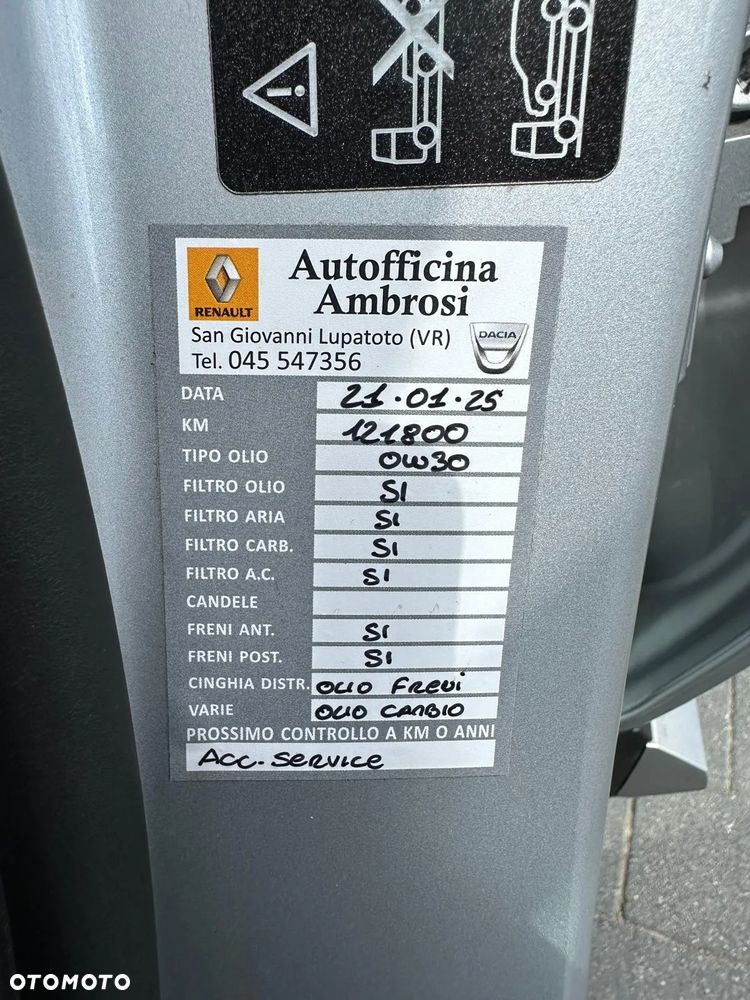 RENAULT
Autofficina
Ambrosi
San Giovanni Lupatoto (VR)
Tel. 045 547356
DACIA
DATA 21.01.25
KM 121800
TIPO OLIO 0W30
FILTRO OLIO SI
FILTRO ARIA SI
FILTRO CARB. SI
FILTRO A.C. SI
CANDELE
FRENI ANT. SI
FRENI POST. SI
CINGHIA DISTR. OLIO FRENI
VARIE OLIO CAMBIO
PROSSIMO CONTROLLO A KM O ANNI
ACC. SERVICE
OTOMOTO